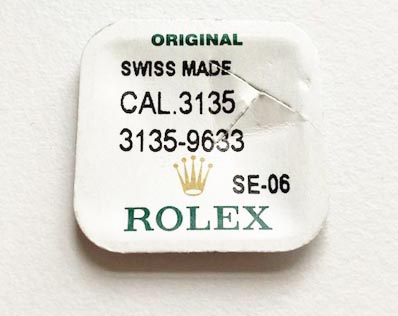 ORIGINAL
SWISS MADE
CAL.3135
3135-9633
SE-06
ROLEX